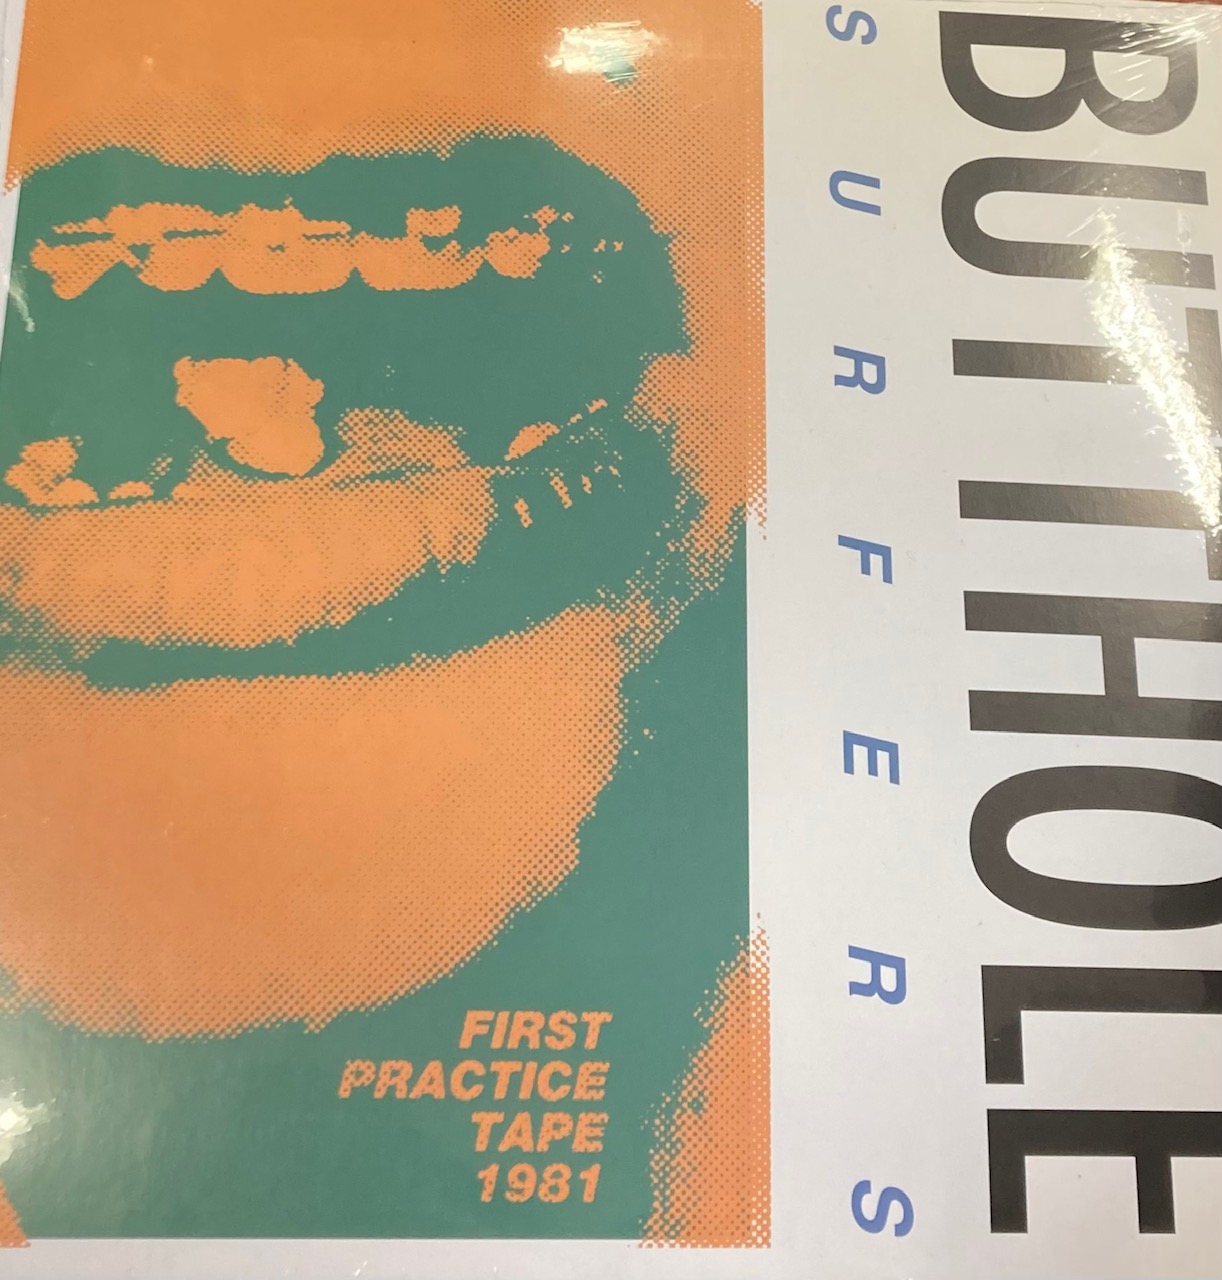 BUTTHOLE
SURFERS
FIRST
PRACTICE
TAPE
1981